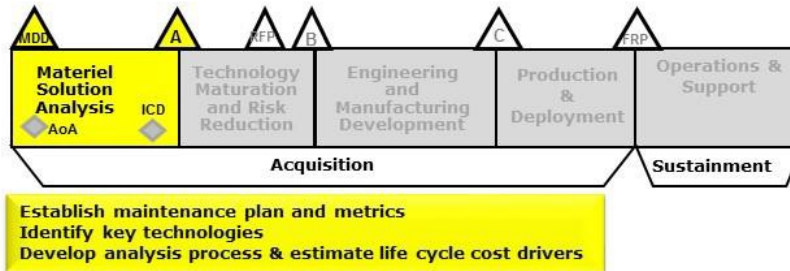 MDD
A
RFP
B
C
FRP
Materiel
Solution
Analysis
AoA
ICD
Technology
Maturation
and Risk
Reduction
Engineering
and
Manufacturing
Development
Production
&
Deployment
Operations &
Support
Acquisition
Sustainment
Establish maintenance plan and metrics
Identify key technologies
Develop analysis process & estimate life cycle cost drivers